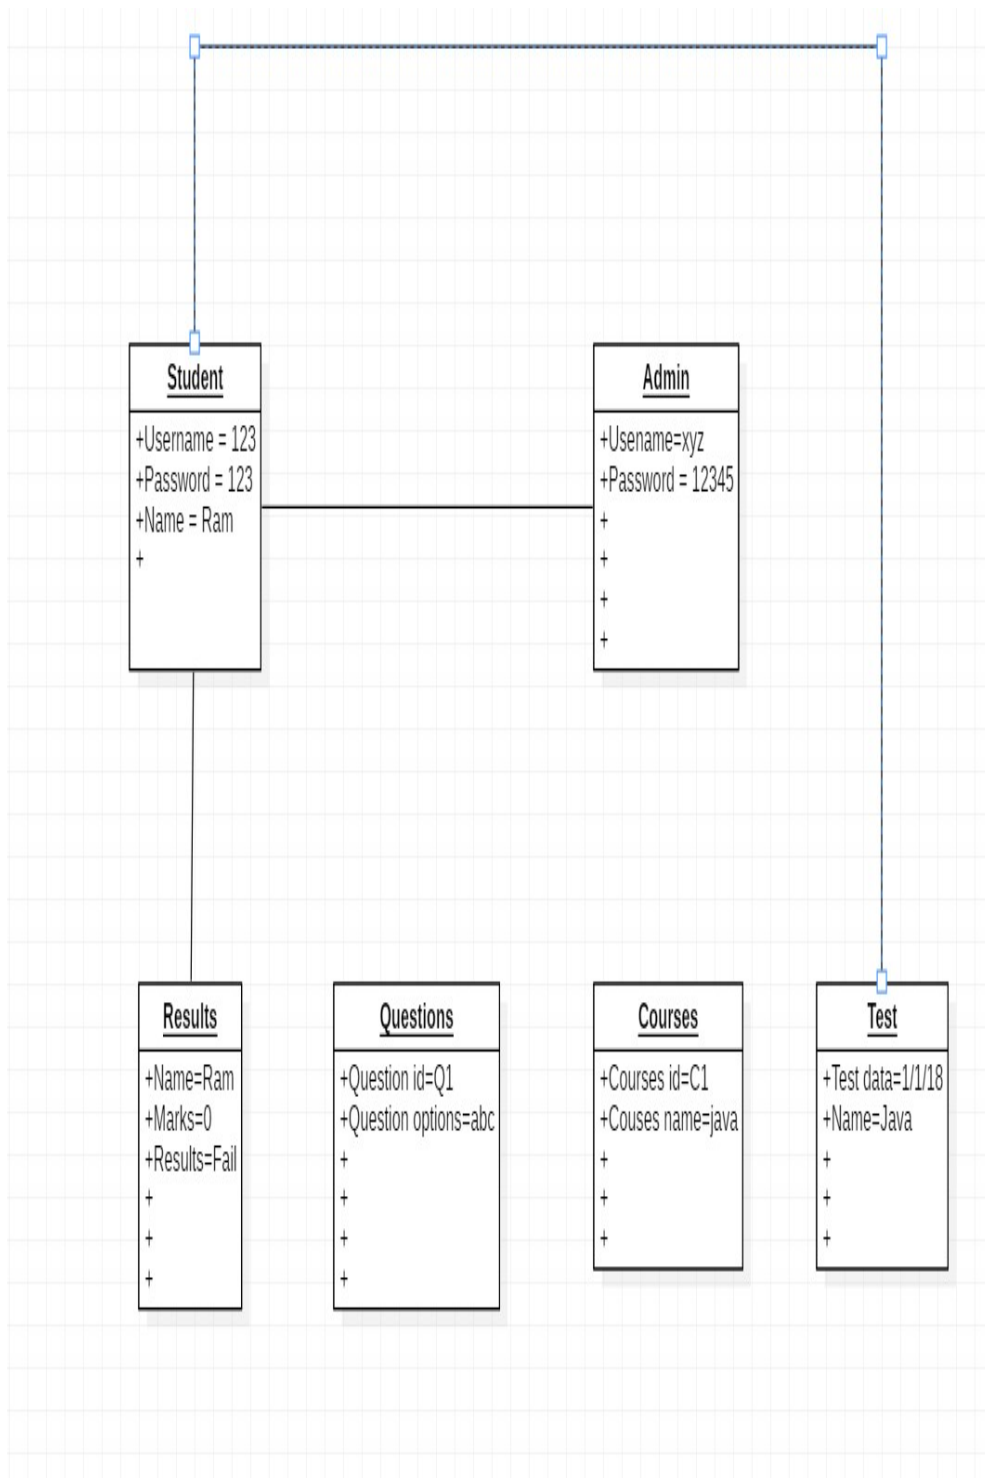 Student
+Username = 123
+Password = 123
+Name = Ram
+
Admin
+Usename=xyz
+Password = 12345
+
+
+
+
Results
+Name=Ram
+Marks=0
+Results=Fail
+
+
+
Questions
+Question id=Q1
+Question options=abc
+
+
+
+
Courses
+Courses id=C1
+Couses name=java
+
+
+
Test
+Test data=1/1/18
+Name=Java
+
+
+